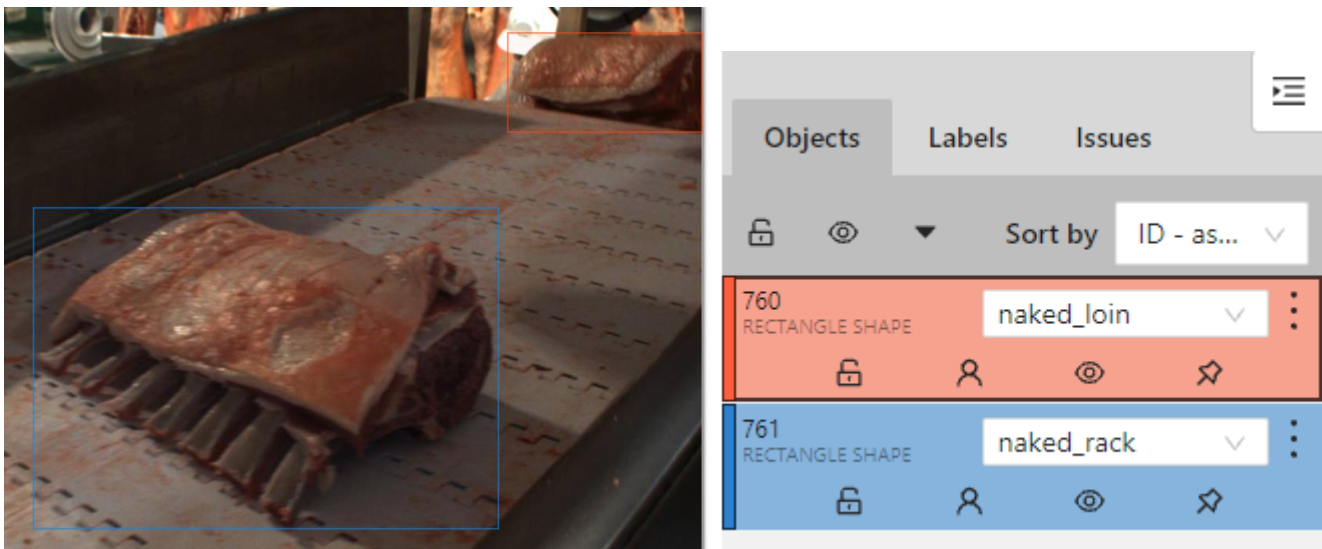 Objects Labels Issues
Sort by ID - as...
760
RECTANGLE SHAPE
naked_loin
761
RECTANGLE SHAPE
naked_rack